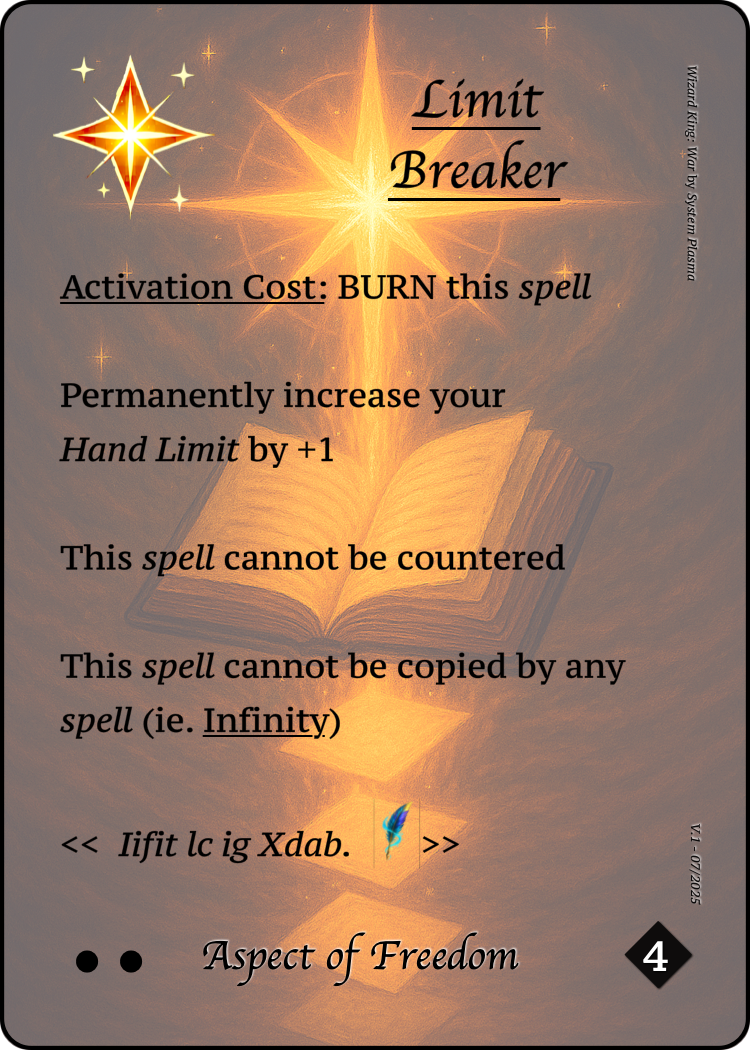 Limit
Breaker
Wizard King: War by System Plasma
Activation Cost: BURN this spell
Permanently increase your
Hand Limit by +1
This spell cannot be countered
This spell cannot be copied by any
spell (ie. Infinity)
<< Iifit lc ig Xdab. >>
V.1 - 07/2025
Aspect of Freedom
4